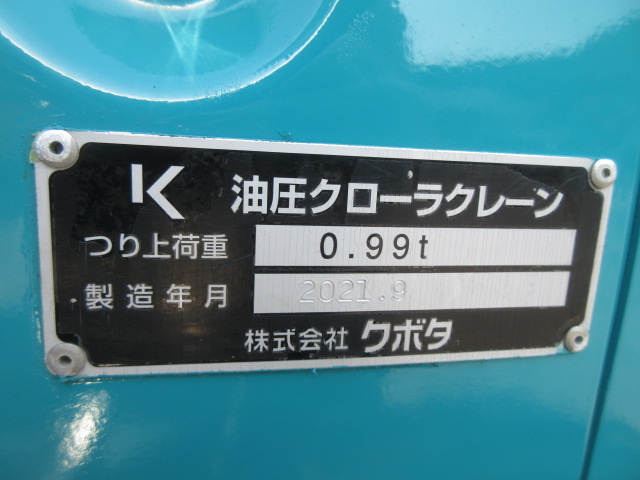 K 油圧クローラクレーン
つり上荷重 0.99t
製造年月 2021.9
株式会社 クボタ